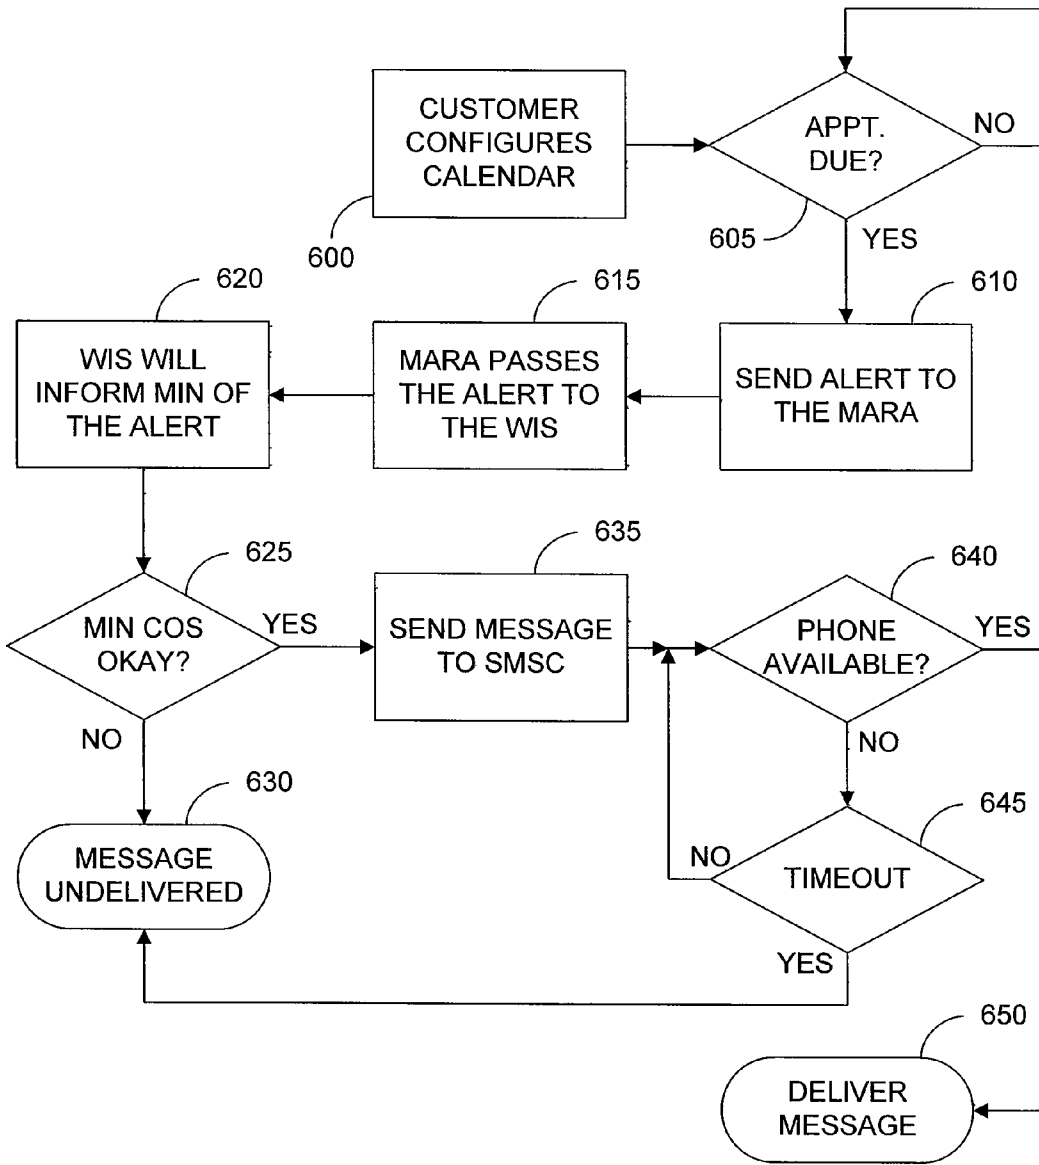 CUSTOMER
CONFIGURES
CALENDAR
600
APPT.
DUE?
NO
605
YES
620
615
610
WIS WILL
INFORM MIN OF
THE ALERT
MARA PASSES
THE ALERT TO
THE WIS
SEND ALERT TO
THE MARA
625
635
640
MIN COS
OKAY?
YES
SEND MESSAGE
TO SMSC
PHONE
AVAILABLE?
YES
NO
NO
630
645
MESSAGE
UNDELIVERED
NO
TIMEOUT
YES
650
DELIVER
MESSAGE